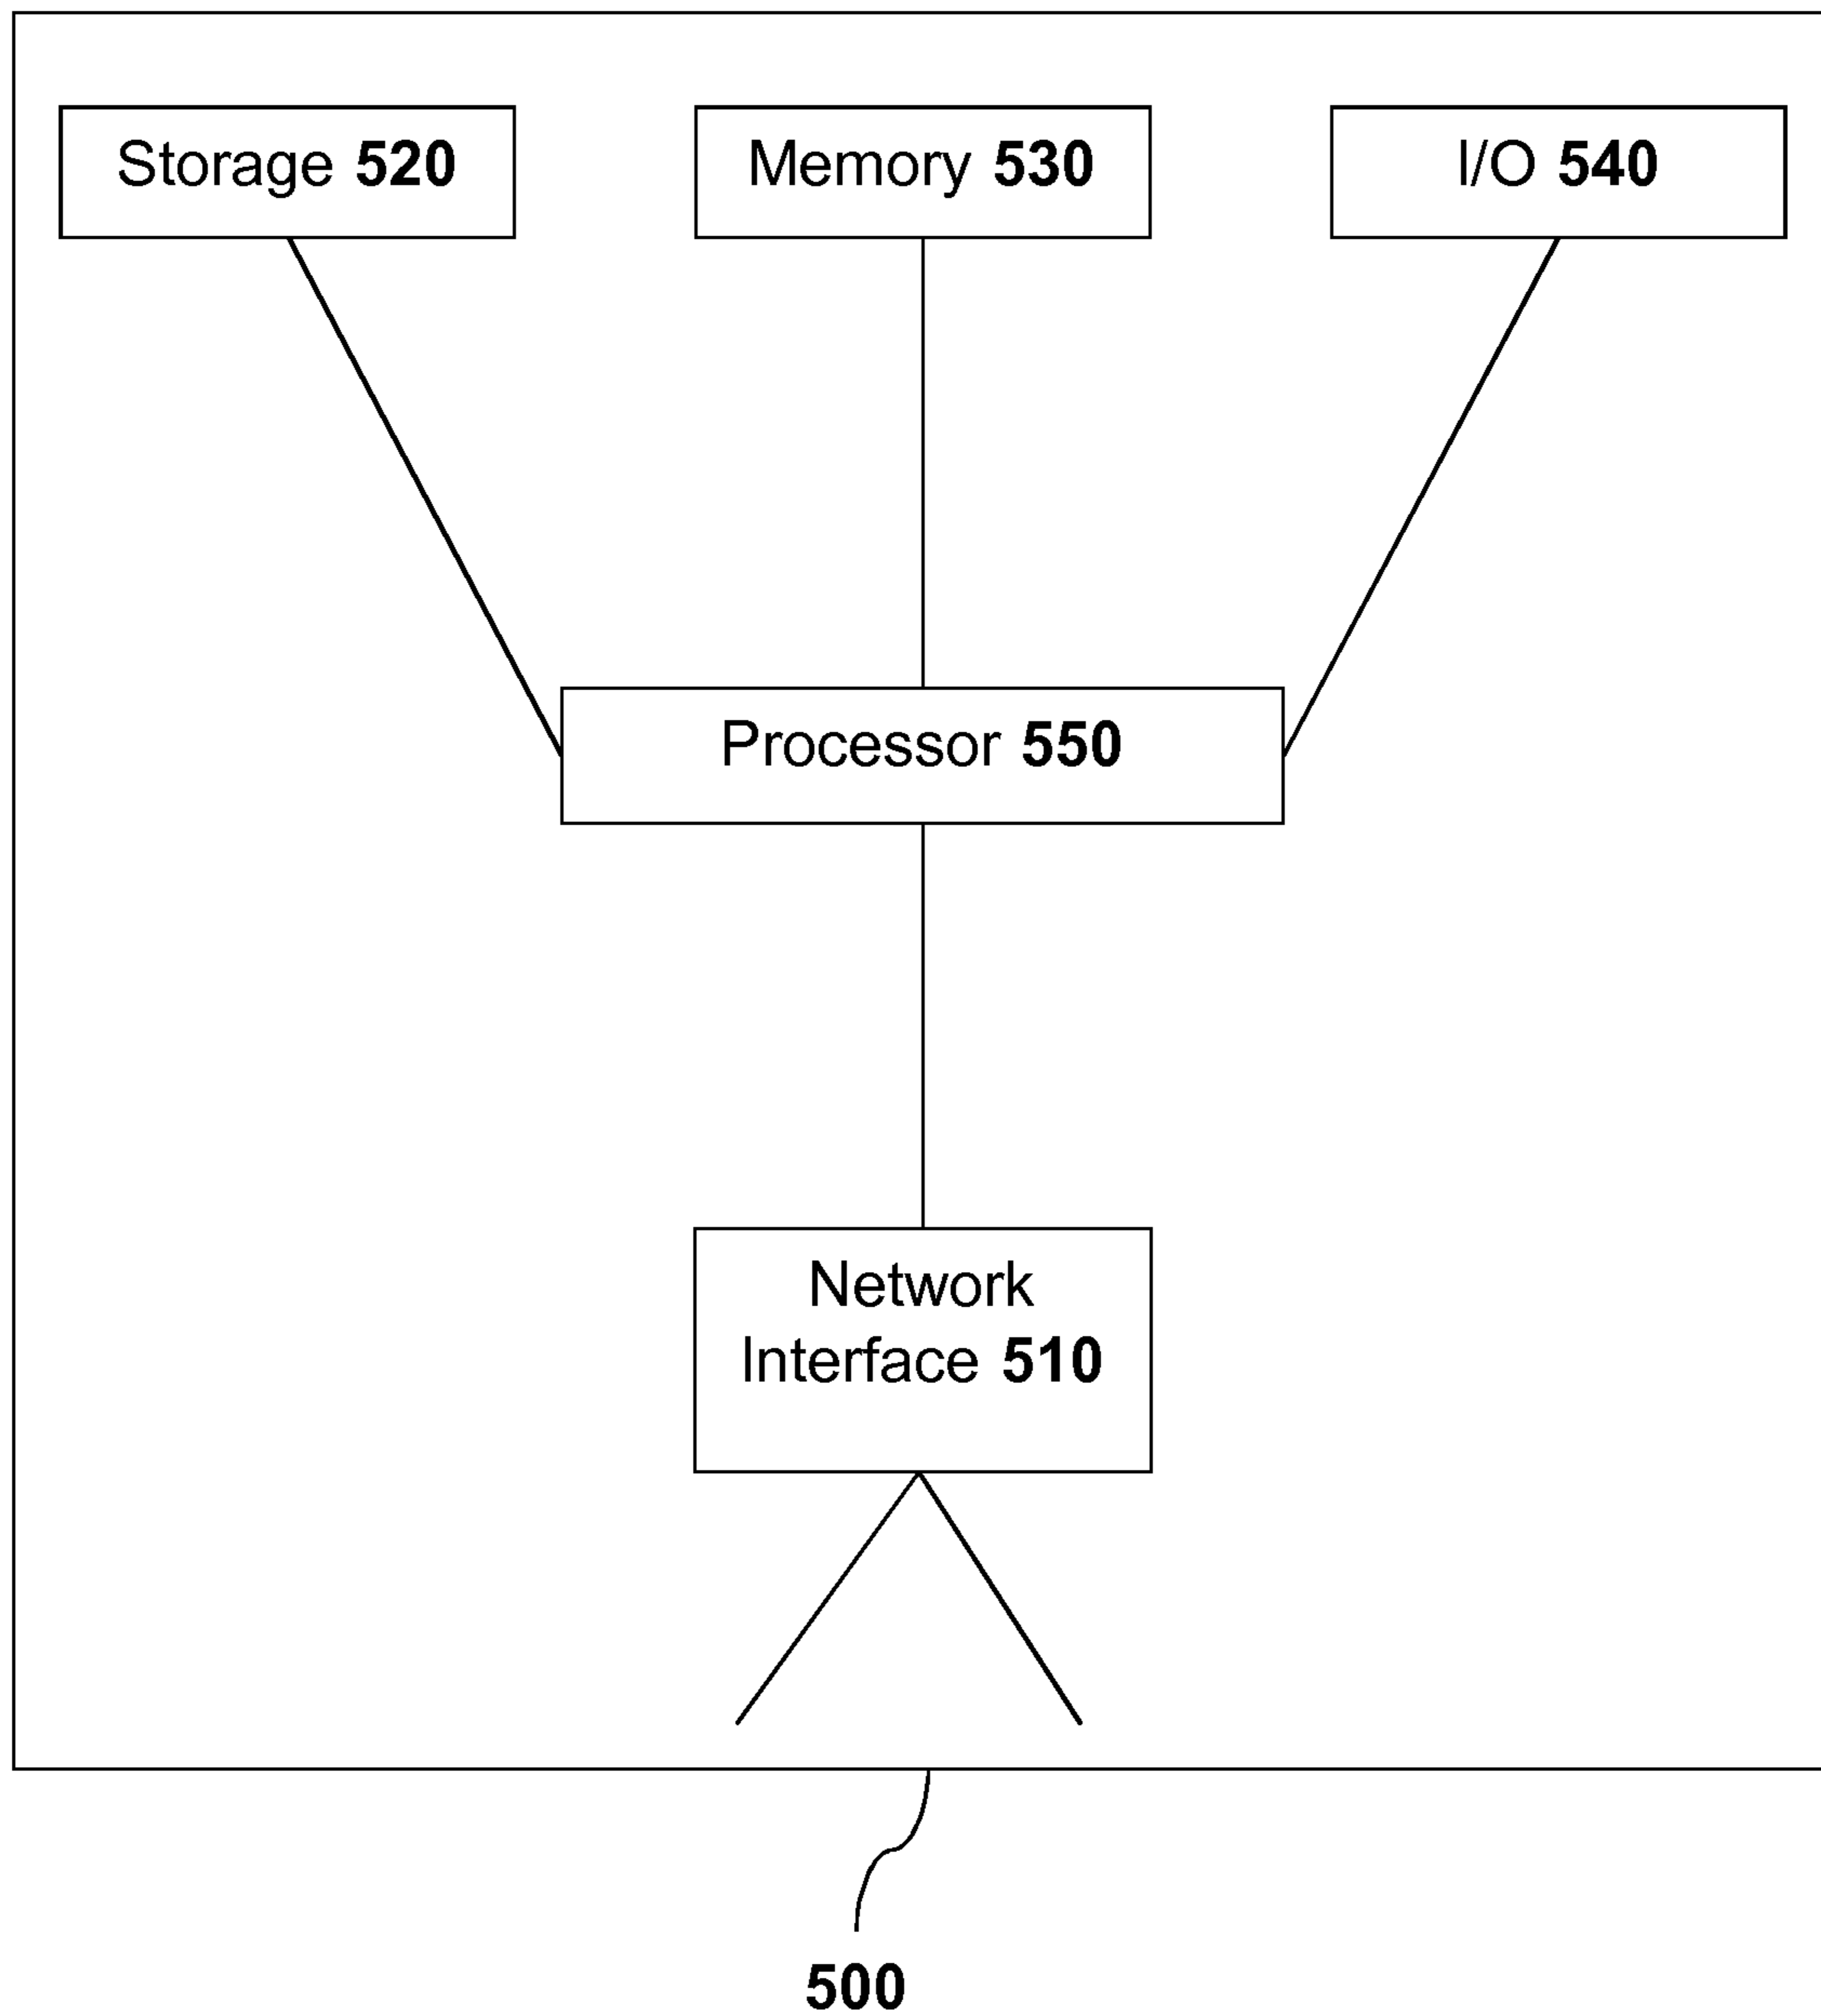 Storage 520
Memory 530
I/O 540
Processor 550
Network
Interface 510
500